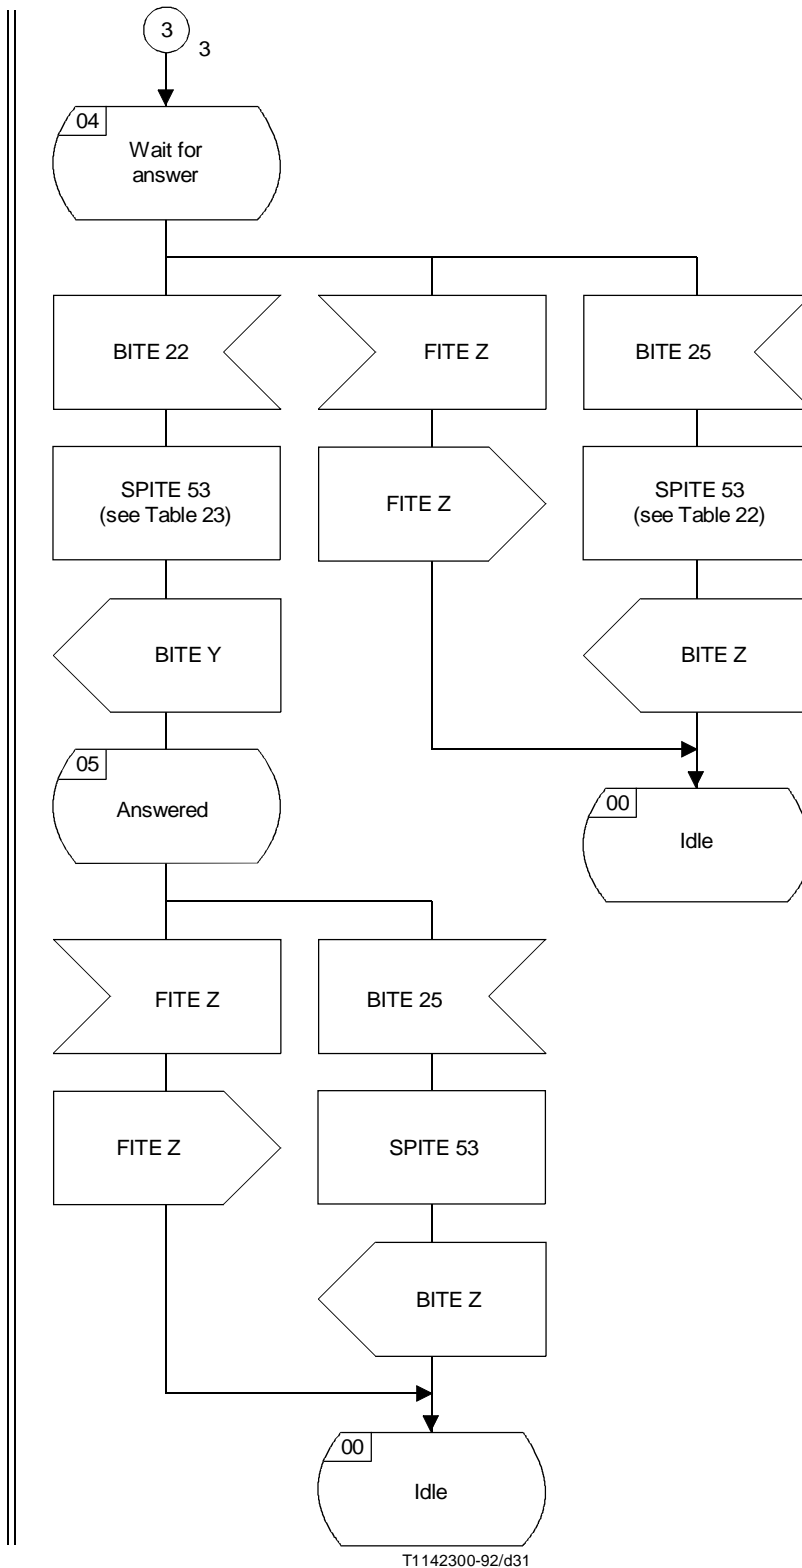 3
3
04
Wait for
answer
BITE 22
FITE Z
BITE 25
SPITE 53
(see Table 23)
FITE Z
SPITE 53
(see Table 22)
BITE Y
BITE Z
05
Answered
00
Idle
FITE Z
BITE 25
FITE Z
SPITE 53
BITE Z
00
Idle
T1142300-92/d31